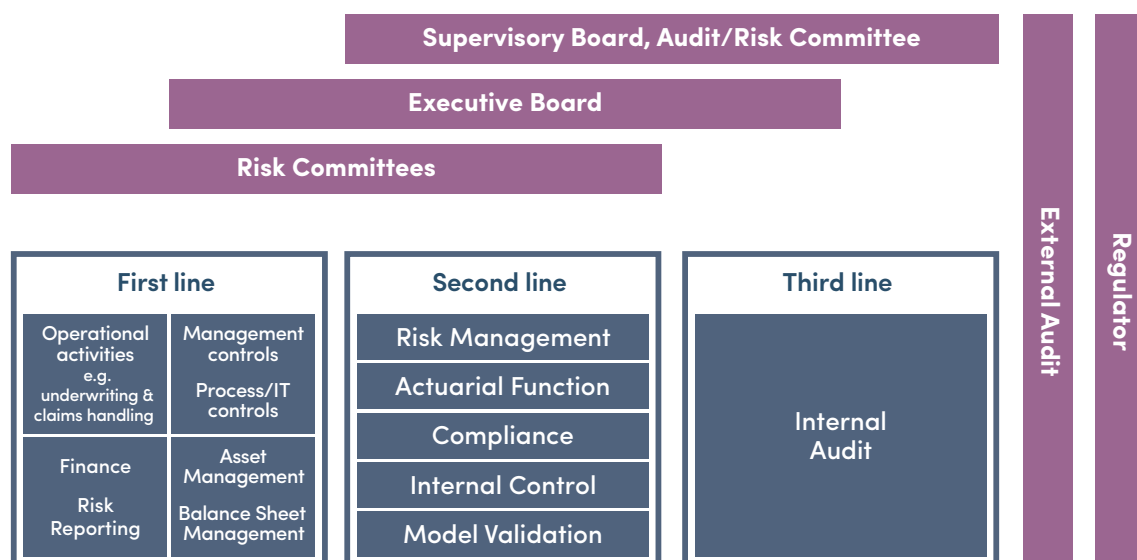 Supervisory Board, Audit/Risk Committee
Executive Board
Risk Committees
First line
Operational
activities
e.g.
underwriting &
claims handling
Management
controls
Process/IT
controls
Finance
Risk
Reporting
Asset
Management
Balance Sheet
Management
Second line
Risk Management
Actuarial Function
Compliance
Internal Control
Model Validation
Third line
Internal
Audit
External Audit
Regulator